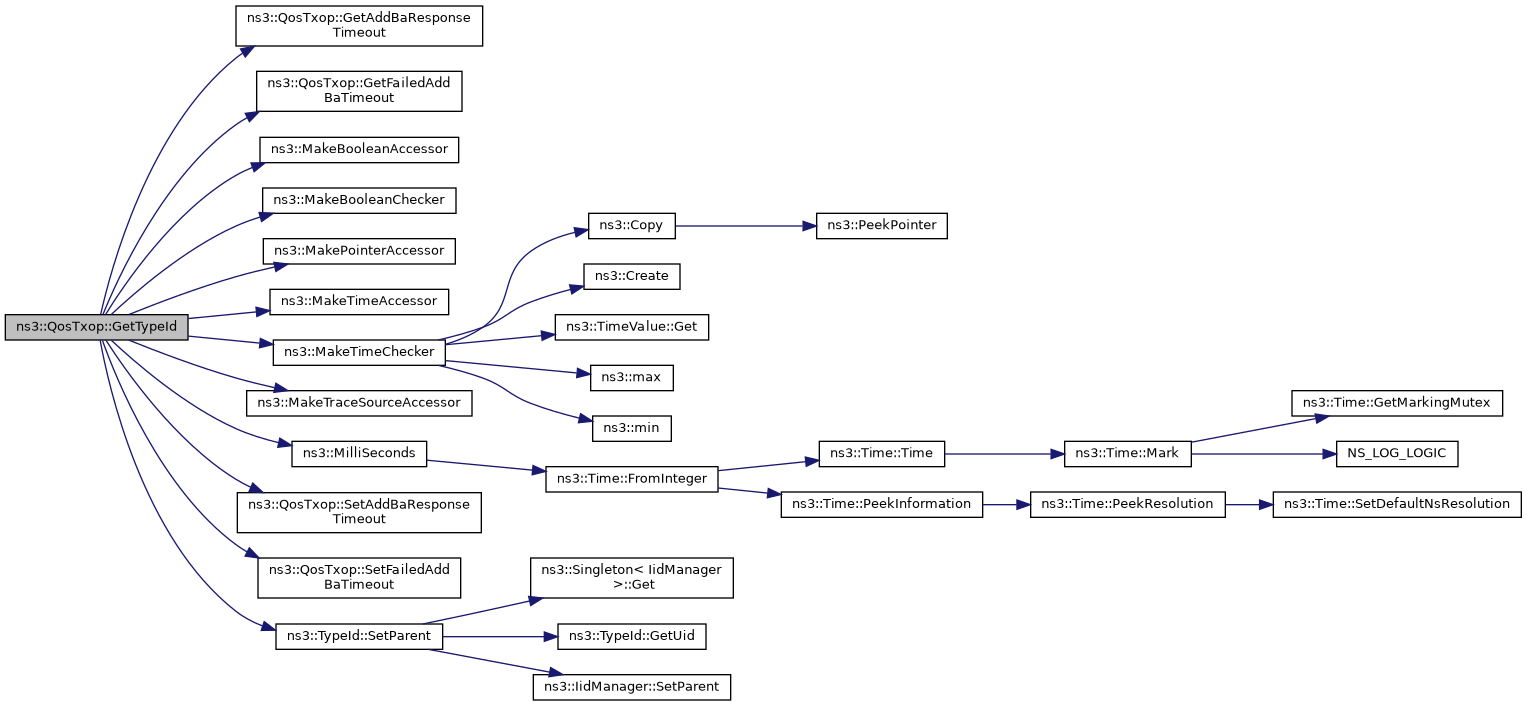 ns3::QosTxop::GetAddBaResponse
Timeout
ns3::QosTxop::GetFailedAdd
BaTimeout
ns3::MakeBooleanAccessor
ns3::MakeBooleanChecker
ns3::Copy
ns3::PeekPointer
ns3::MakePointerAccessor
ns3::Create
ns3::MakeTimeAccessor
ns3::QosTxop::GetTypeId
ns3::TimeValue::Get
ns3::MakeTimeChecker
ns3::max
ns3::MakeTraceSourceAccessor
ns3::Time::GetMarkingMutex
ns3::min
ns3::MilliSeconds
ns3::Time::Time
ns3::Time::Mark
NS_LOG_LOGIC
ns3::Time::FromInteger
ns3::QosTxop::SetAddBaResponse
Timeout
ns3::Time::PeekInformation
ns3::Time::PeekResolution
ns3::Time::SetDefaultNsResolution
ns3::QosTxop::SetFailedAdd
BaTimeout
ns3::Singleton< IidManager
>::Get
ns3::TypeId::SetParent
ns3::TypeId::GetUid
ns3::IidManager::SetParent